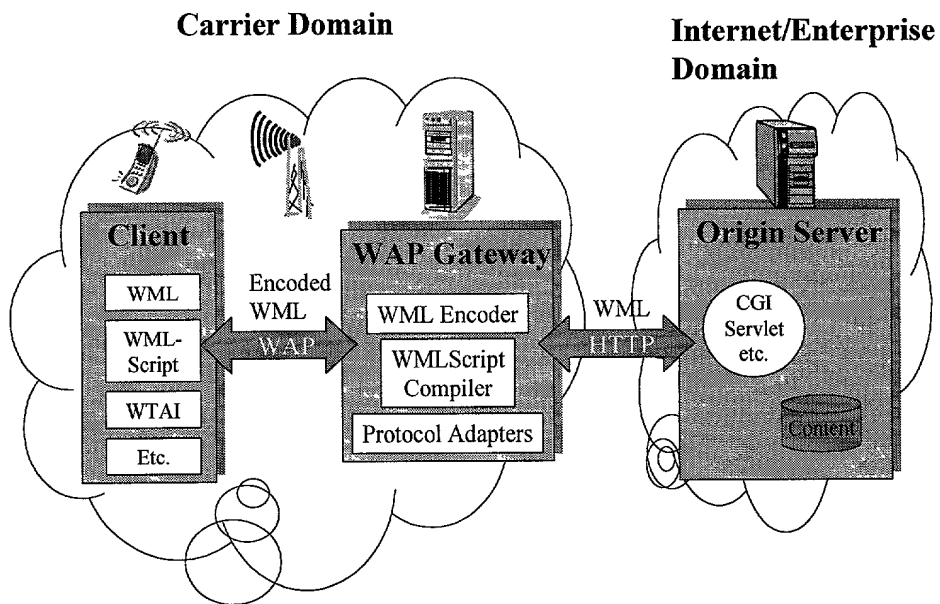 Carrier Domain
Internet/Enterprise
Domain
Client
WML
WML-
Script
WTAI
Etc.
Encoded
WML
WAP
WAP Gateway
WML Encoder
WMLScript
Compiler
Protocol Adapters
WML
HTTP
Origin Server
CGI
Servlet
etc.
Content